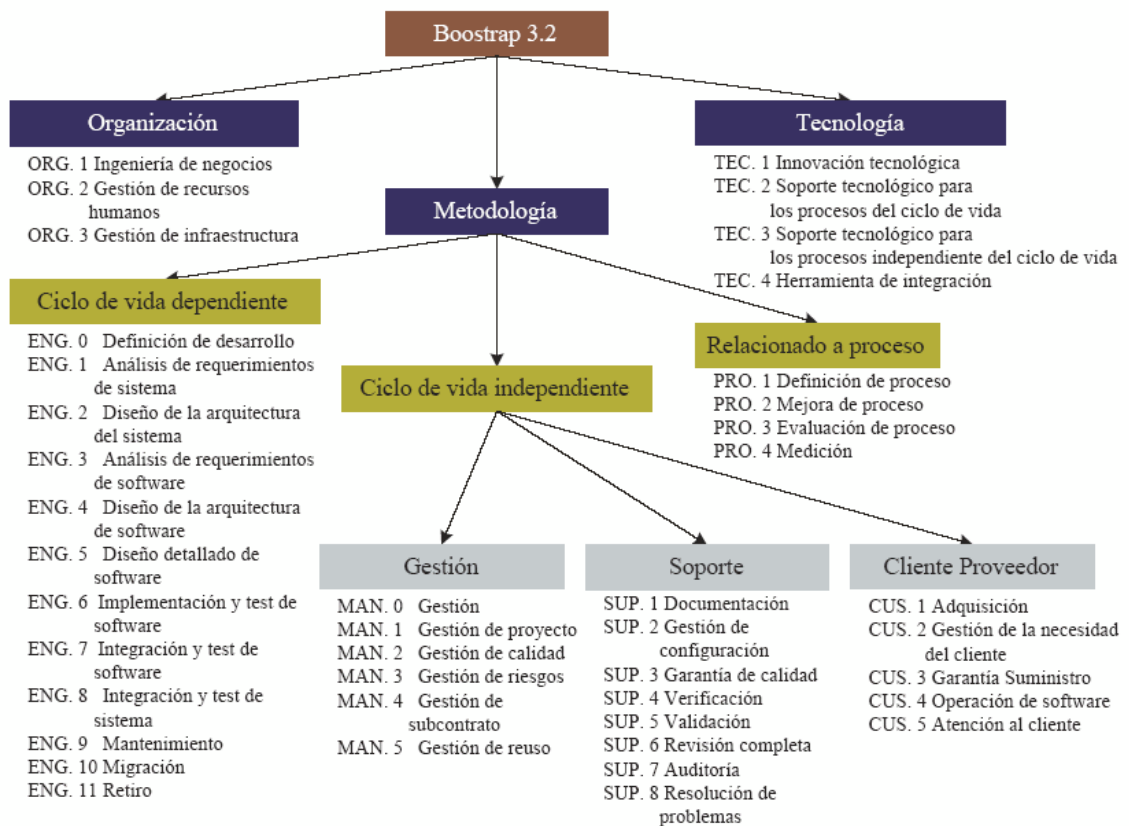 Boostrap 3.2
Organización
ORG. 1 Ingeniería de negocios
ORG. 2 Gestión de recursos
humanos
ORG. 3 Gestión de infraestructura
Tecnología
TEC. 1 Innovación tecnológica
TEC. 2 Soporte tecnológico para
los procesos del ciclo de vida
TEC. 3 Soporte tecnológico para
los procesos independiente del ciclo de vida
TEC. 4 Herramienta de integración
Metodología
Ciclo de vida dependiente
ENG. 0 Definición de desarrollo
ENG. 1 Análisis de requerimientos
de sistema
ENG. 2 Diseño de la arquitectura
del sistema
ENG. 3 Análisis de requerimientos
de software
ENG. 4 Diseño de la arquitectura
de software
ENG. 5 Diseño detallado de
software
ENG. 6 Implementación y test de
software
ENG. 7 Integración y test de
software
ENG. 8 Integración y test de
sistema
ENG. 9 Mantenimiento
ENG. 10 Migración
ENG. 11 Retiro
Ciclo de vida independiente
Relacionado a proceso
PRO. 1 Definición de proceso
PRO. 2 Mejora de proceso
PRO. 3 Evaluación de proceso
PRO. 4 Medición
Gestión
MAN. 0 Gestión
MAN. 1 Gestión de proyecto
MAN. 2 Gestión de calidad
MAN. 3 Gestión de riesgos
MAN. 4 Gestión de
subcontrato
MAN. 5 Gestión de reuso
Soporte
SUP. 1 Documentación
SUP. 2 Gestión de
configuración
SUP. 3 Garantía de calidad
SUP. 4 Verificación
SUP. 5 Validación
SUP. 6 Revisión completa
SUP. 7 Auditoría
SUP. 8 Resolución de
problemas
Cliente Proveedor
CUS. 1 Adquisición
CUS. 2 Gestión de la necesidad
del cliente
CUS. 3 Garantía Suministro
CUS. 4 Operación de software
CUS. 5 Atención al cliente